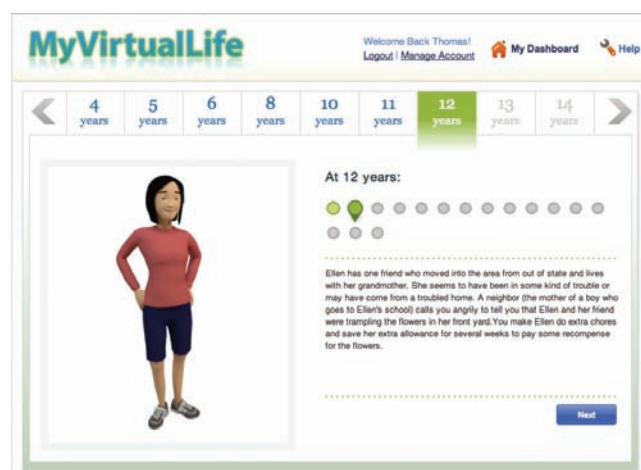 MyVirtualLife
Welcome Back Thomas!
Logout | Manage Account
My Dashboard
Help
4 years
5 years
6 years
8 years
10 years
11 years
12 years
13 years
14 years
At 12 years:
Ellen has one friend who moved into the area from out of state and lives
with her grandmother. She seems to have been in some kind of trouble or
may have come from a troubled home. A neighbor (the mother of a boy who
goes to Ellen's school) calls you angrily to tell you that Ellen and her friend
were trampling the flowers in her front yard.You make Ellen do extra chores
and save her extra allowance for several weeks to pay some recompense
for the flowers.
Next